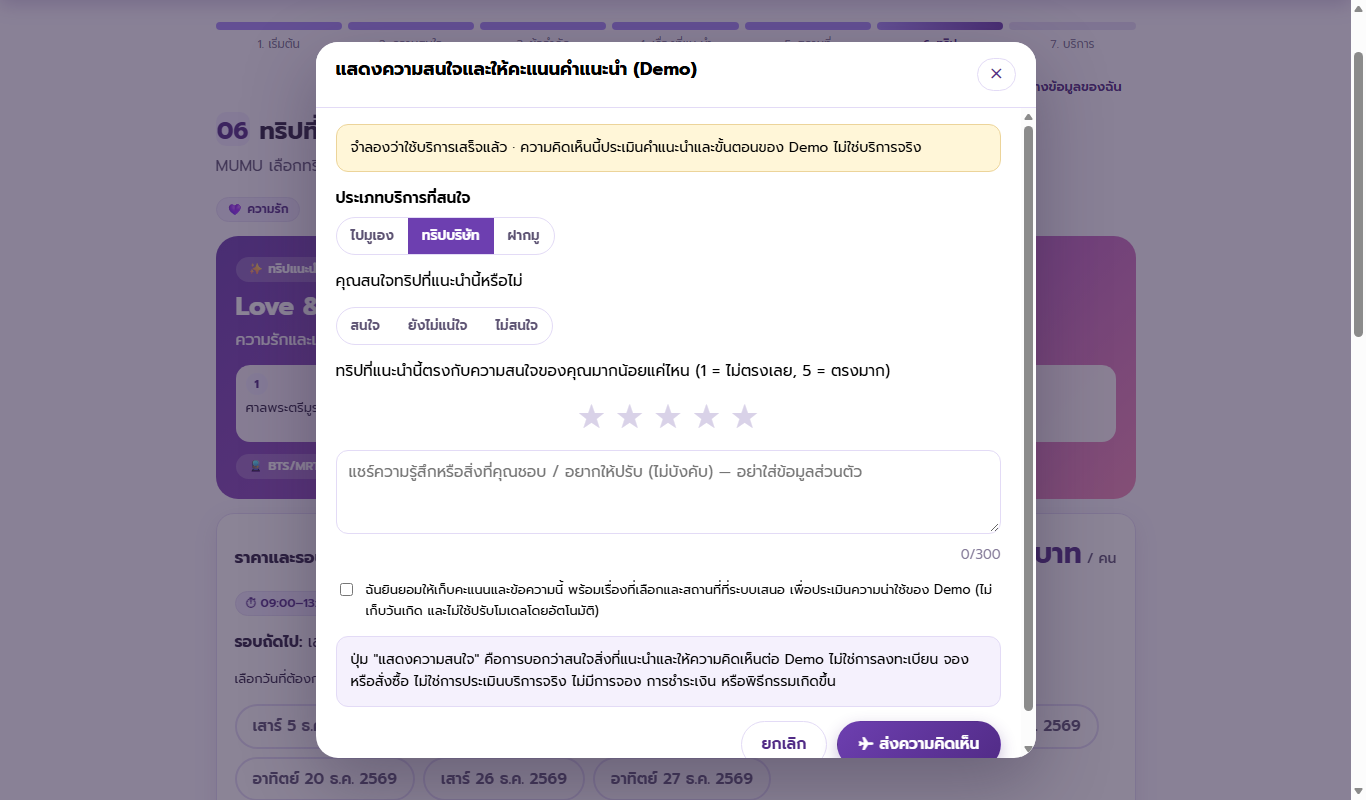 1. เริ่มต้น
7. บริการ
แสดงความสนใจและให้คะแนนคำแนะนำ (Demo)
06 ทริปที่
MUMU เลือกทริ
ความรัก
จำลองว่าใช้บริการเสร็จแล้ว · ความคิดเห็นนี้ประเมินคำแนะนำและขั้นตอนของ Demo ไม่ใช่บริการจริง
ประเภทบริการที่สนใจ
ไปมูเอง ทริปบริษัท ฝากมู
คุณสนใจทริปที่แนะนำนี้หรือไม่
สนใจ ยังไม่แน่ใจ ไม่สนใจ
ทริปที่แนะนำนี้ตรงกับความสนใจของคุณมากน้อยแค่ไหน (1 = ไม่ตรงเลย, 5 = ตรงมาก)
แชร์ความรู้สึกหรือสิ่งที่คุณชอบ / อยากให้ปรับ (ไม่บังคับ) — อย่าใส่ข้อมูลส่วนตัว
0/300
ฉันยินยอมให้เก็บคะแนนและข้อความนี้ พร้อมเรื่องที่เลือกและสถานที่ที่ระบบเสนอ เพื่อประเมินความน่าใช้ของ Demo (ไม่
เก็บวันเกิด และไม่ใช้ปรับโมเดลโดยอัตโนมัติ)
ปุ่ม "แสดงความสนใจ" คือการบอกว่าสนใจสิ่งที่แนะนำและให้ความคิดเห็นต่อ Demo ไม่ใช่การลงทะเบียน จอง
หรือสั่งซื้อ ไม่ใช่การประเมินบริการจริง ไม่มีการจอง การชำระเงิน หรือพิธีกรรมเกิดขึ้น
ยกเลิก ส่งความคิดเห็น
Love &
1
ศาลพระตรีมูร
BTS/MRT
ราคาและรอบ
บาท / คน
รอบถัดไป:
เสาร์ 5 ธ.ค. 2569
อาทิตย์ 20 ธ.ค. 2569 เสาร์ 26 ธ.ค. 2569 อาทิตย์ 27 ธ.ค. 2569